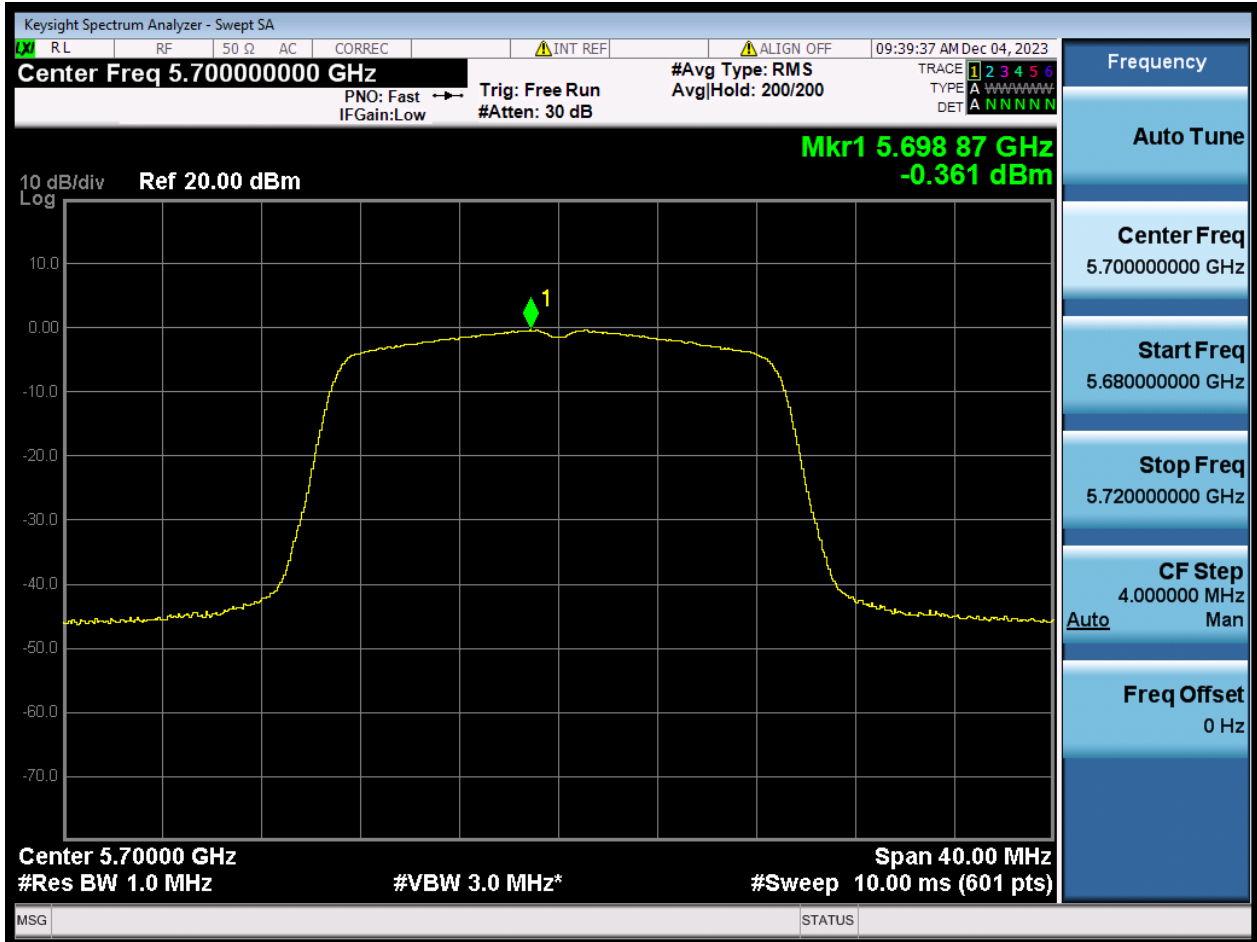 Keysight Spectrum Analyzer - Swept SA
LXI RL RF 50 Ω AC CORREC INT REF ALIGN OFF 09:39:37 AM Dec 04, 2023
Center Freq 5.700000000 GHz
PNO: Fast
IFGain:Low
Trig: Free Run
#Atten: 30 dB
#Avg Type: RMS
Avg|Hold: 200/200
TRACE 1 2 3 4 5 6
TYPE A WWWWW
DET A N N N N N
Mkr1 5.698 87 GHz
-0.361 dBm
10 dB/div Ref 20.00 dBm
Log
10.0
0.00
-10.0
-20.0
-30.0
-40.0
-50.0
-60.0
-70.0
1
Center 5.70000 GHz Span 40.00 MHz
#Res BW 1.0 MHz #VBW 3.0 MHz* #Sweep 10.00 ms (601 pts)
MSG STATUS
Frequency
Auto Tune
Center Freq
5.700000000 GHz
Start Freq
5.680000000 GHz
Stop Freq
5.720000000 GHz
CF Step
4.000000 MHz
Auto Man
Freq Offset
0 Hz